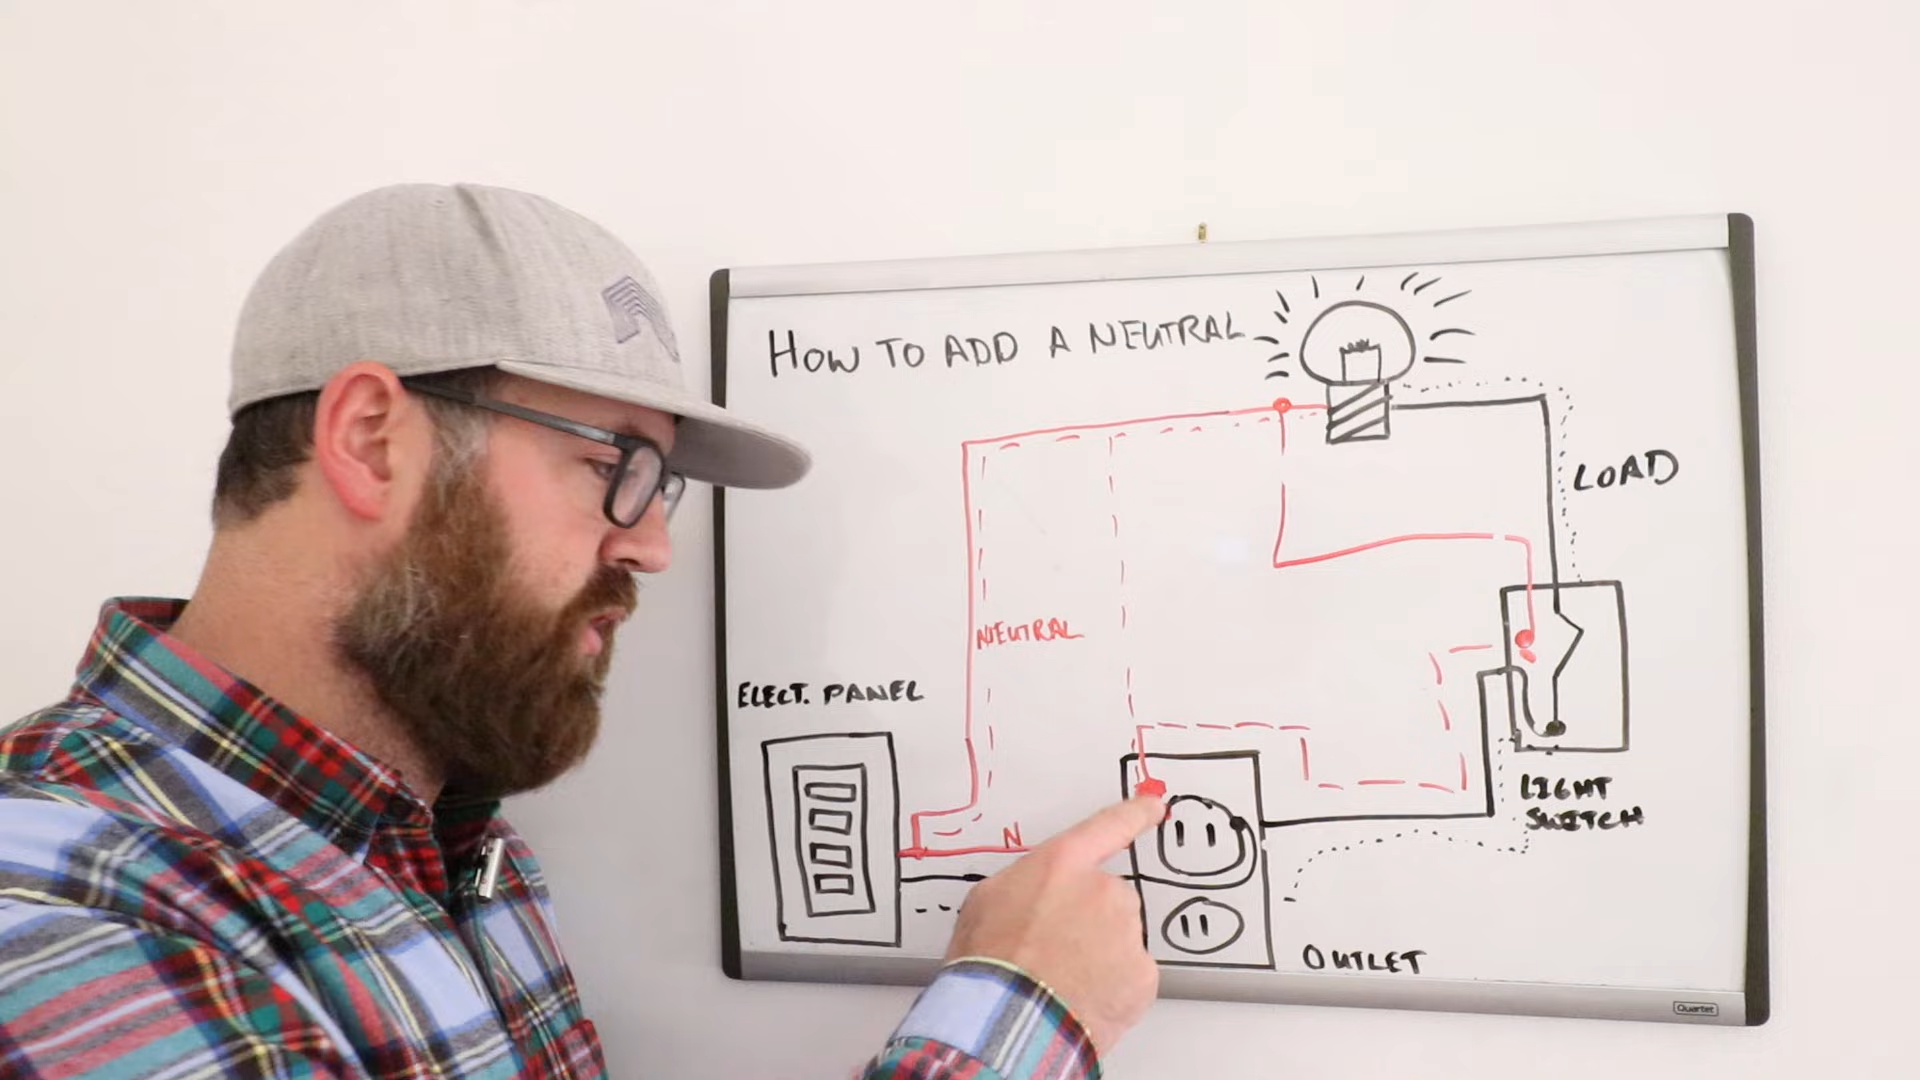 HOW TO ADD A NEUTRAL
LOAD
NEUTRAL
ELECT. PANEL
N
LIGHT
SWITCH
OUTLET
Quartet